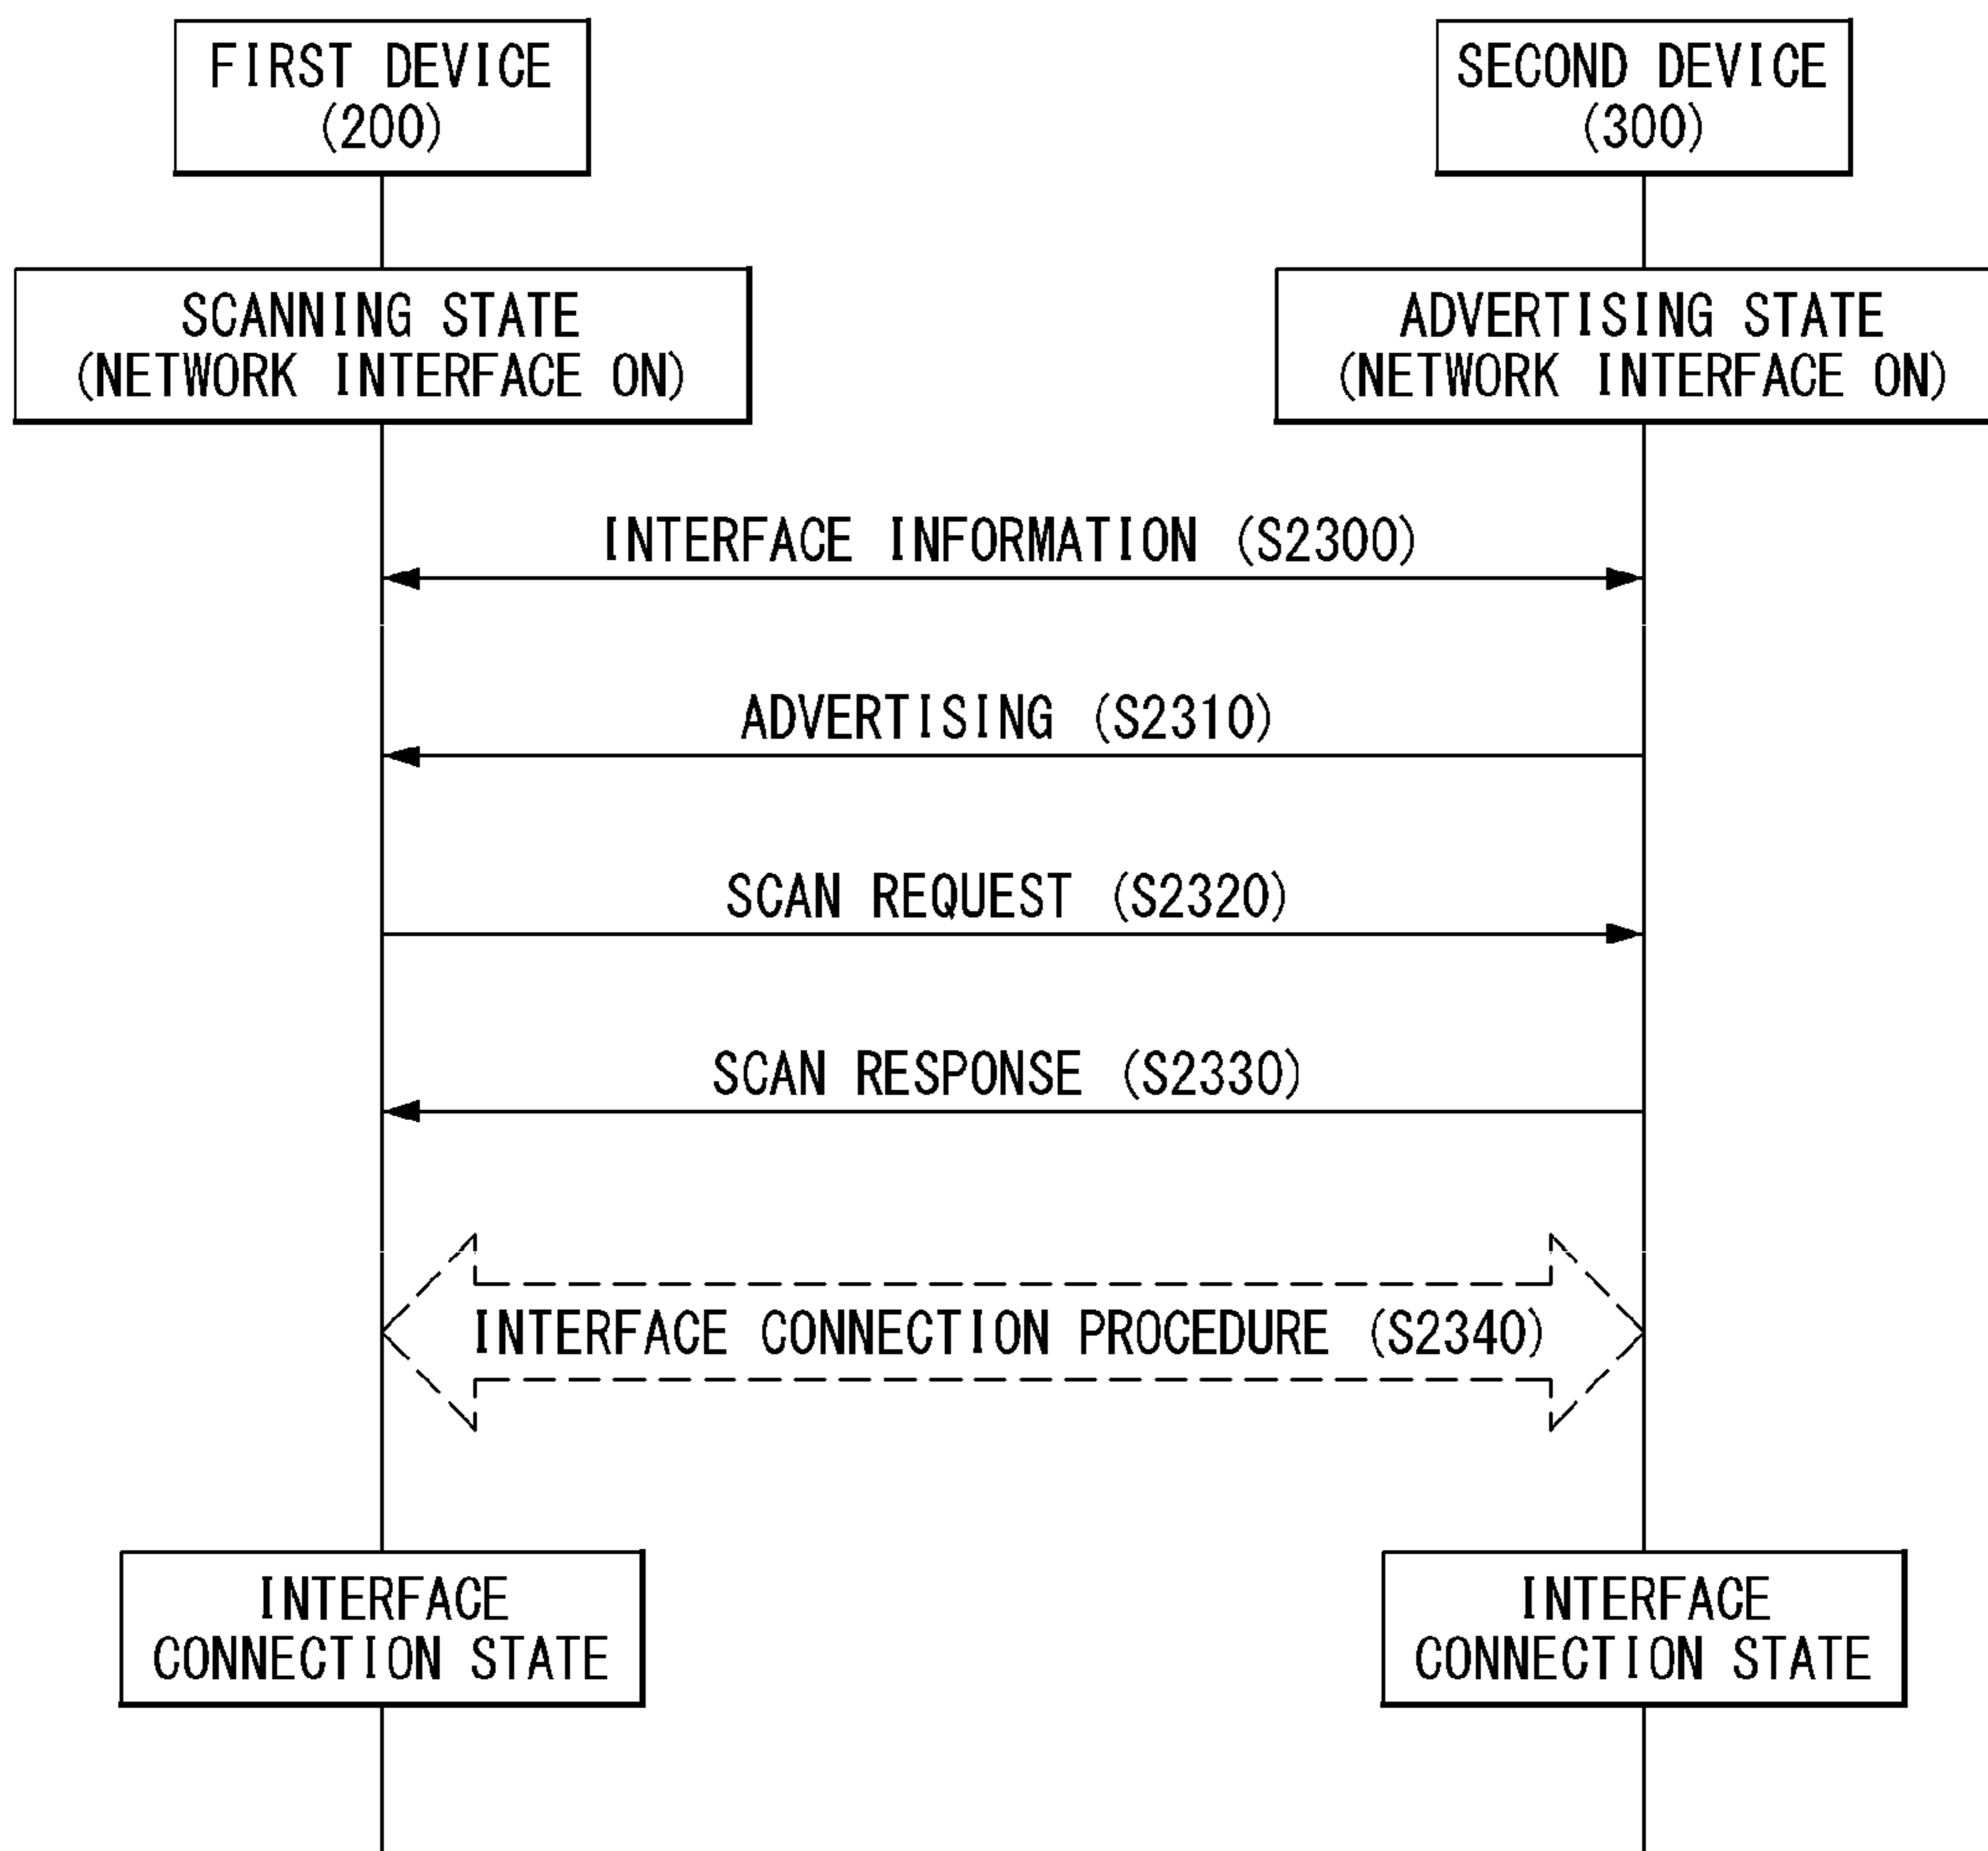 FIRST DEVICE
(200)
SECOND DEVICE
(300)
SCANNING STATE
(NETWORK INTERFACE ON)
ADVERTISING STATE
(NETWORK INTERFACE ON)
INTERFACE INFORMATION (S2300)
ADVERTISING (S2310)
SCAN REQUEST (S2320)
SCAN RESPONSE (S2330)
INTERFACE CONNECTION PROCEDURE (S2340)
INTERFACE
CONNECTION STATE
INTERFACE
CONNECTION STATE